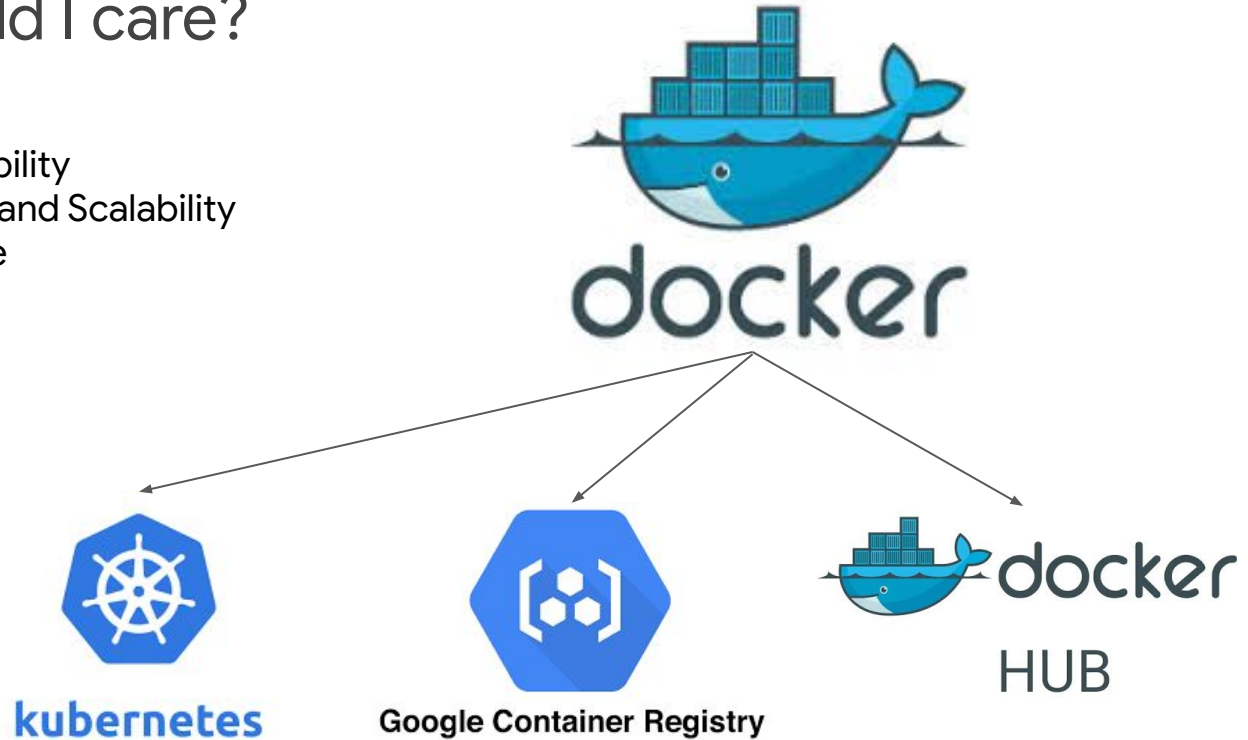 ld I care?
bility
and Scalability
e
docker
docker
HUB
kubernetes
Google Container Registry